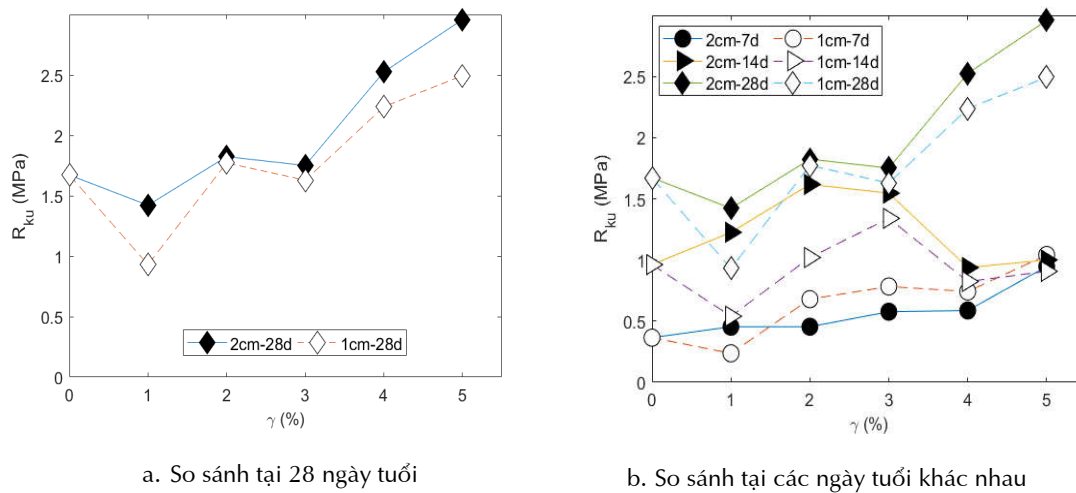 R_ku (MPa)
2.5
2
1.5
1
0.5
0
0 1 2 3 4 5
γ (%)
2cm-28d 1cm-28d
a. So sánh tại 28 ngày tuổi
R_ku (MPa)
2.5
2
1.5
1
0.5
0
0 1 2 3 4 5
γ (%)
2cm-7d 1cm-7d
2cm-14d 1cm-14d
2cm-28d 1cm-28d
b. So sánh tại các ngày tuổi khác nhau